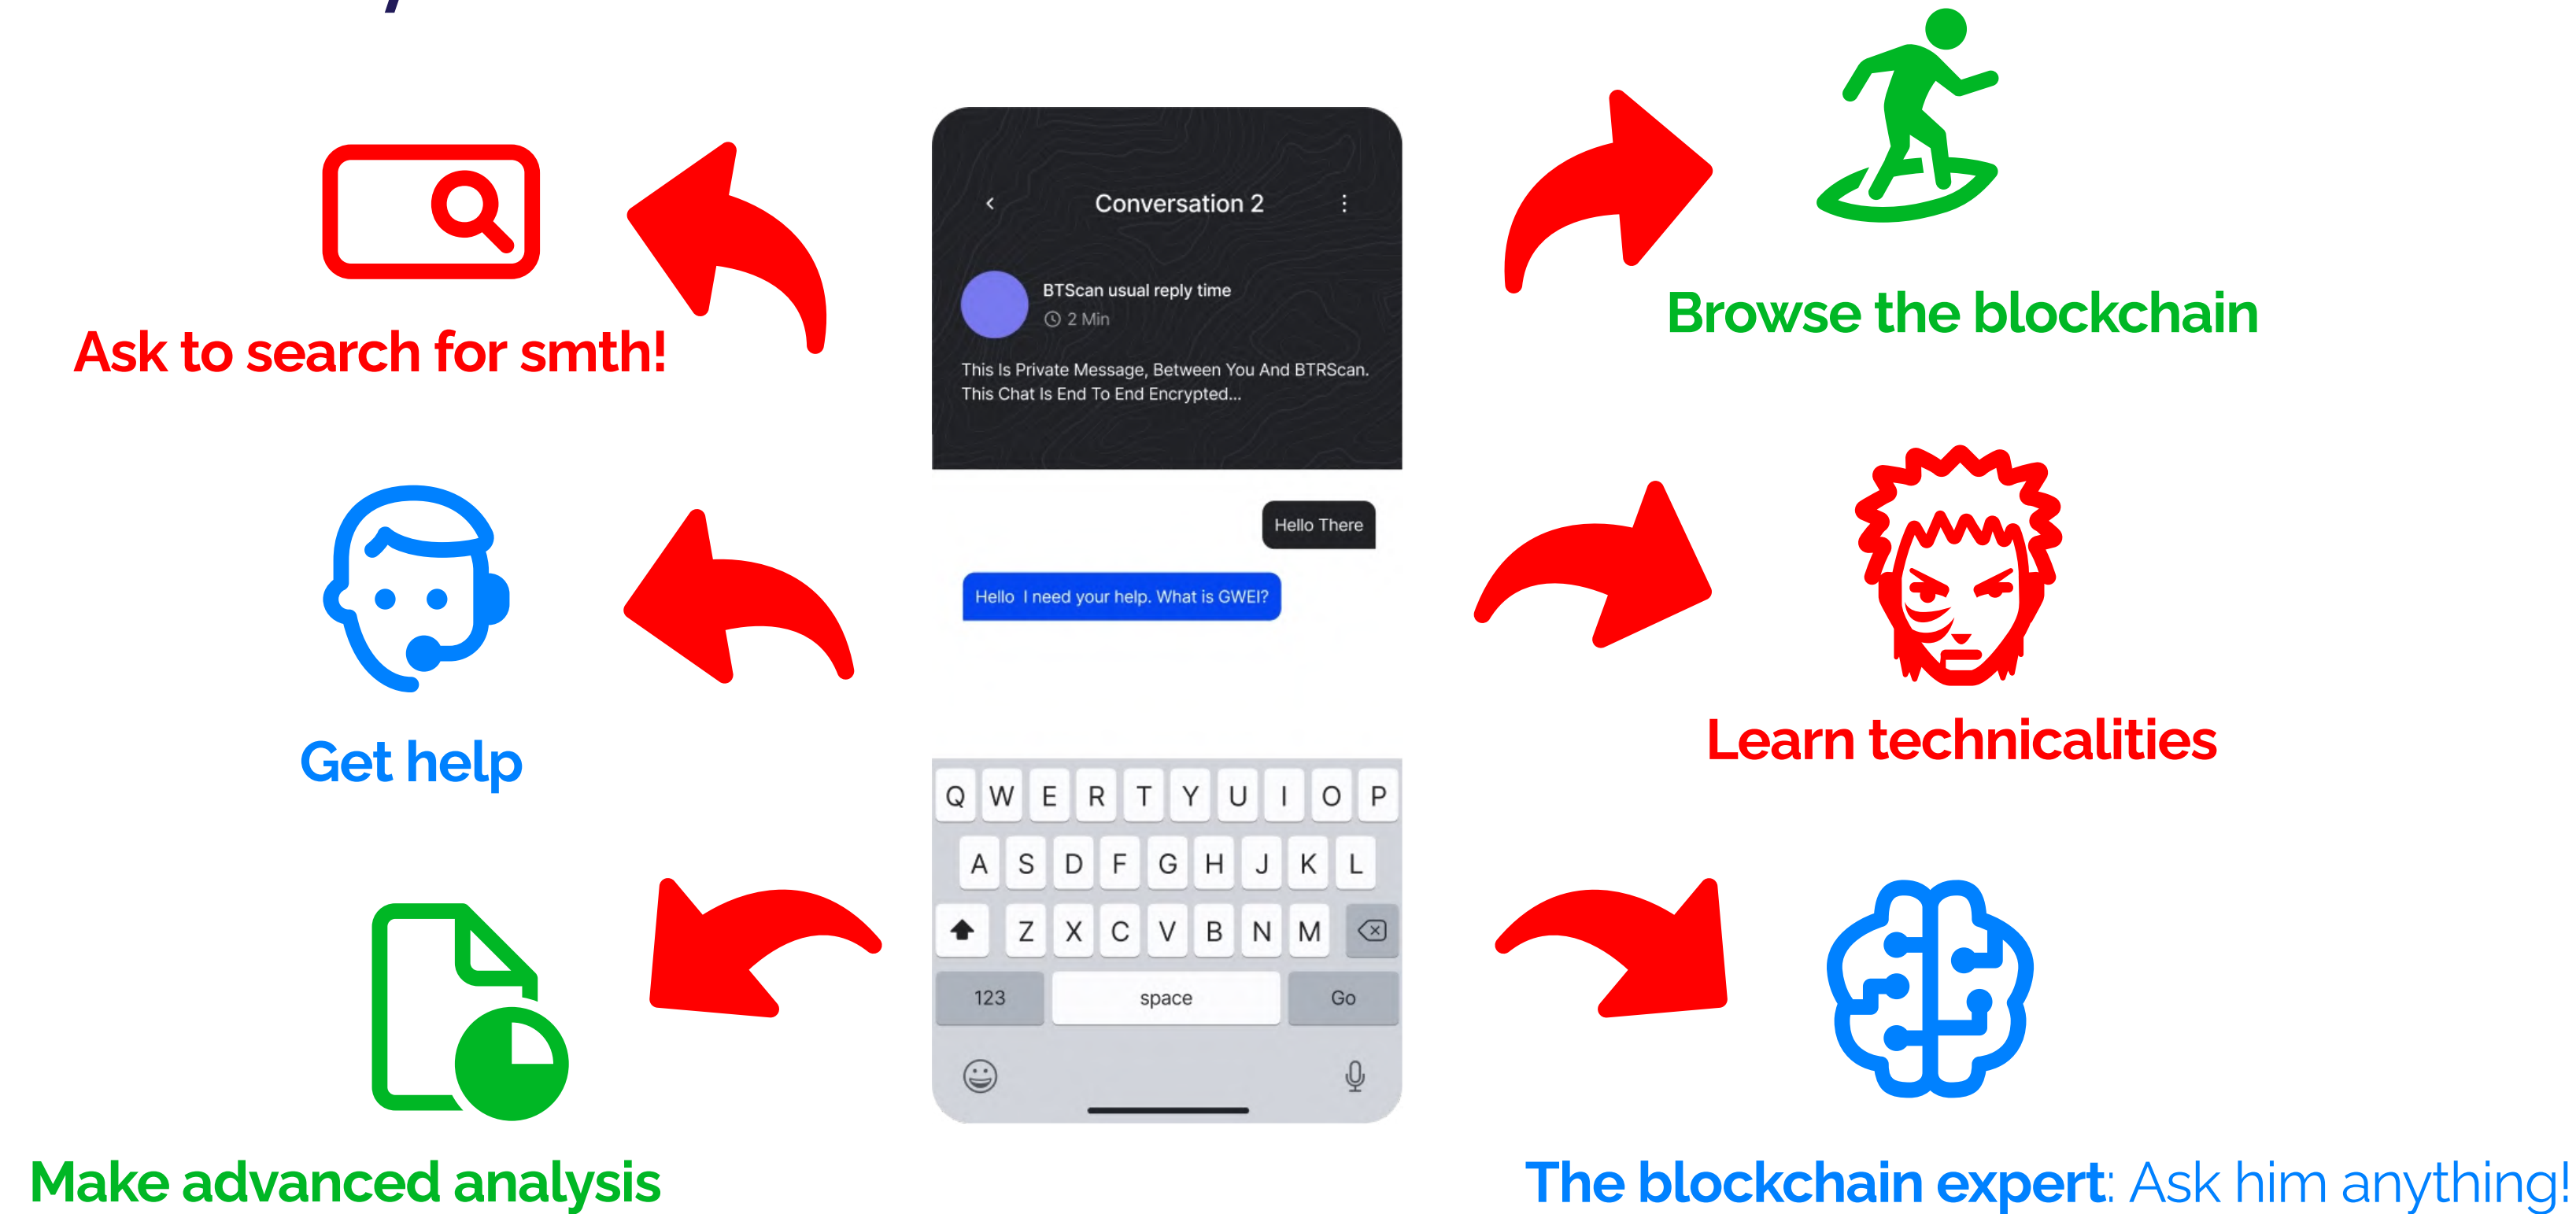 Ask to search for smth!
Get help
Make advanced analysis
Conversation 2
BTScan usual reply time
2 Min
This Is Private Message, Between You And BTRScan.
This Chat Is End To End Encrypted...
Hello There
Hello I need your help. What is GWEI?
Q W E R T Y U I O P
A S D F G H J K L
Z X C V B N M
123 space Go
Browse the blockchain
Learn technicalities
The blockchain expert: Ask him anything!